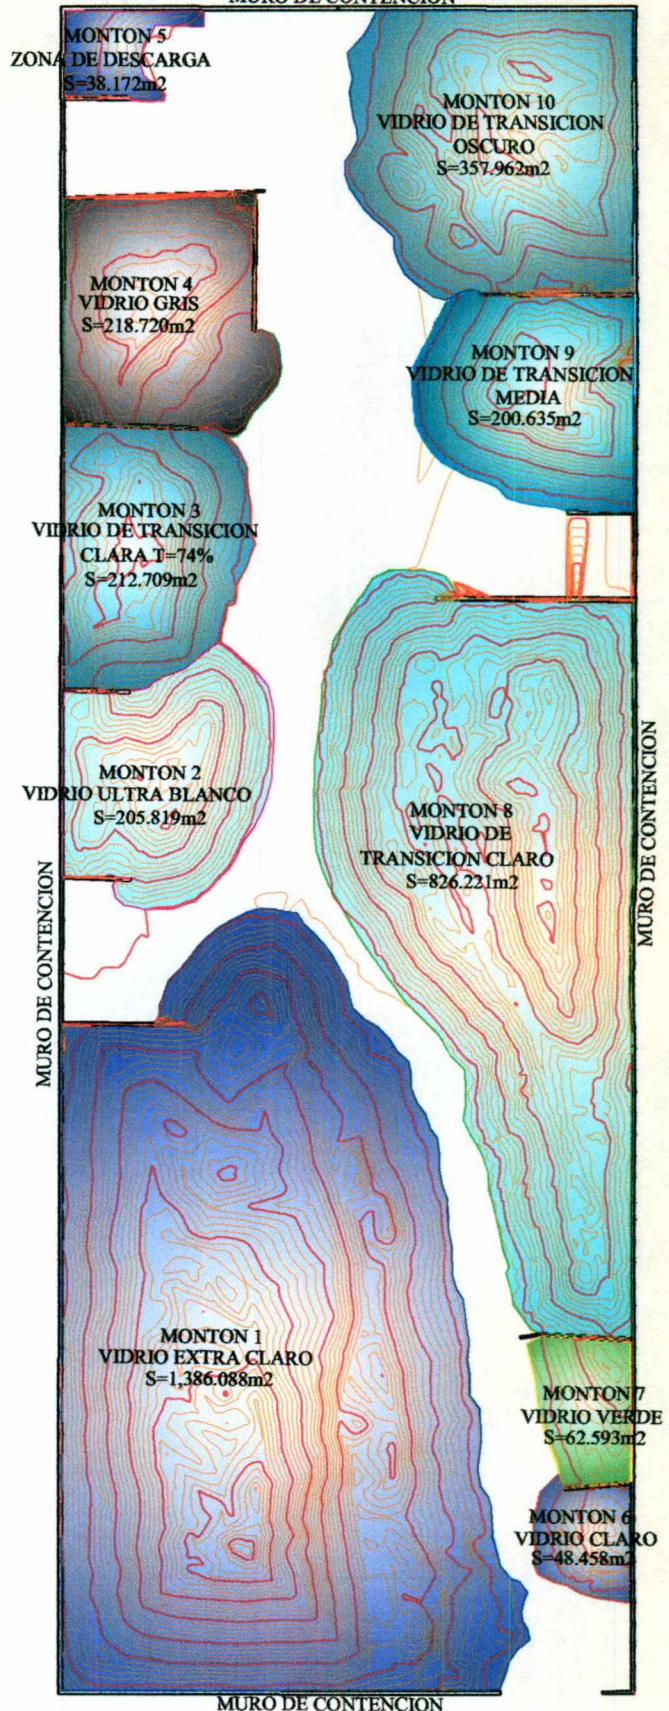 MURO DE CONTENCION
MONTON 5
ZONA DE DESCARGA
S=38.172m2
MONTON 10
VIDRIO DE TRANSICION
OSCURO
S=357.962m2
MONTON 4
VIDRIO GRIS
S=218.720m2
MONTON 9
VIDRIO DE TRANSICION
MEDIA
S=200.635m2
MONTON 3
VIDRIO DE TRANSICION
CLARA T=74%
S=212.709m2
MONTON 2
VIDRIO ULTRA BLANCO
S=205.819m2
MONTON 8
VIDRIO DE
TRANSICION CLARO
S=826.221m2
MURO DE CONTENCION
MURO DE CONTENCION
MONTON 1
VIDRIO EXTRA CLARO
S=1,386.088m2
MONTON 7
VIDRIO VERDE
S=62.593m2
MONTON 6
VIDRIO CLARO
S=48.458m2
MURO DE CONTENCION